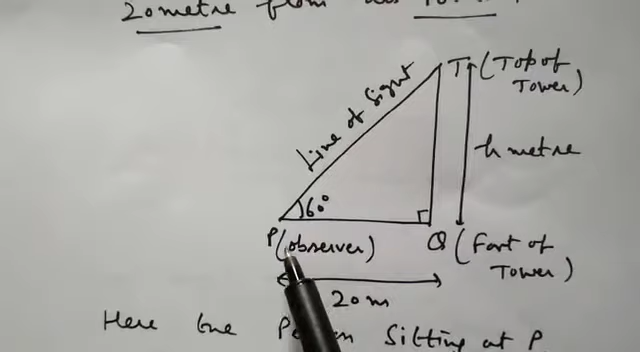 20 metre from
Line of Sight
T (Top of
Tower)
h metre
60°
P (observer)
Q (Foot of
Tower)
20 m
Here the Person Sitting at P